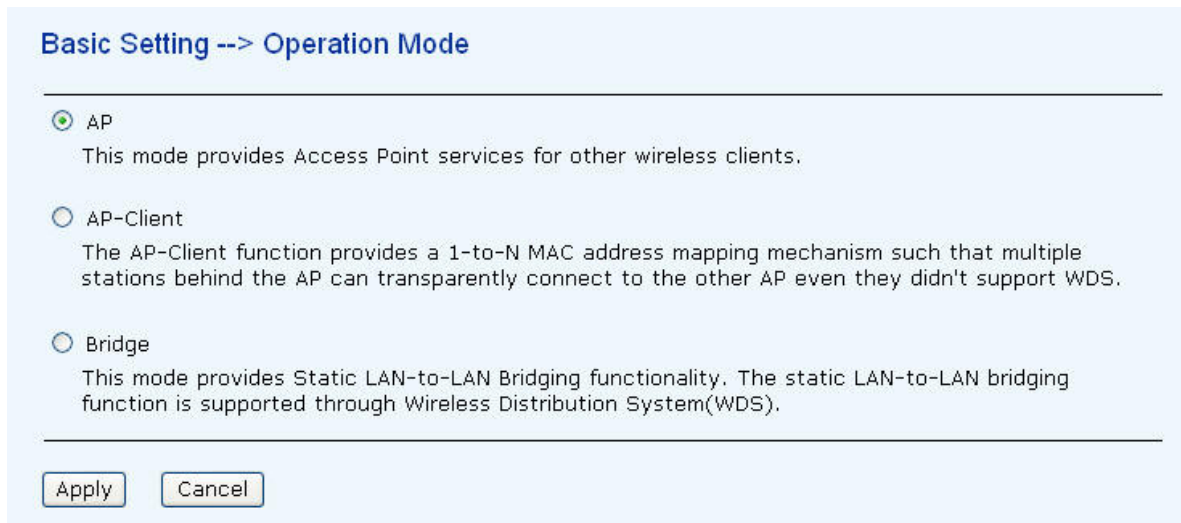 Basic Setting --> Operation Mode
AP
This mode provides Access Point services for other wireless clients.
AP-Client
The AP-Client function provides a 1-to-N MAC address mapping mechanism such that multiple
stations behind the AP can transparently connect to the other AP even they didn't support WDS.
Bridge
This mode provides Static LAN-to-LAN Bridging functionality. The static LAN-to-LAN bridging
function is supported through Wireless Distribution System(WDS).
Apply Cancel